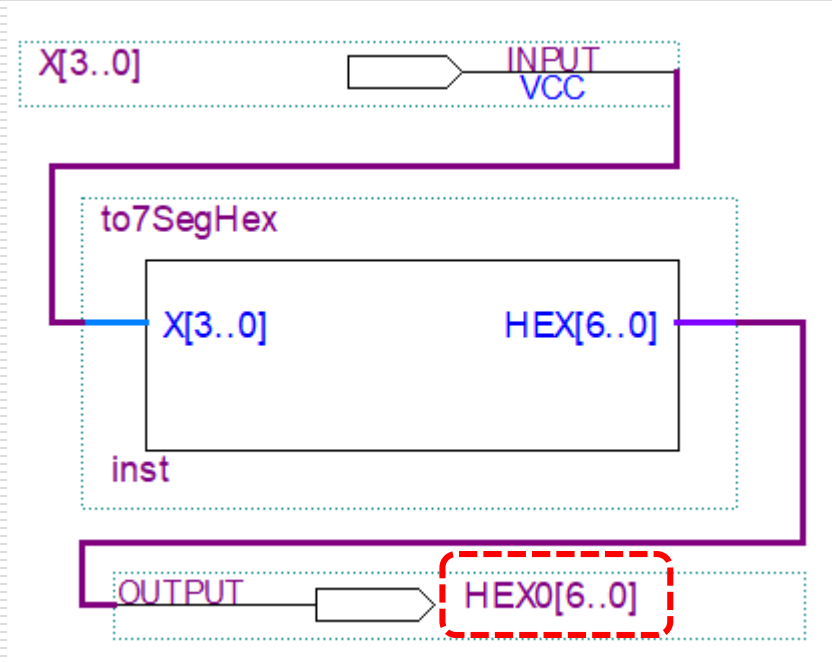 X[3..0]
INPUT
VCC
to7SegHex
X[3..0]
HEX[6..0]
inst
OUTPUT
HEX0[6..0]